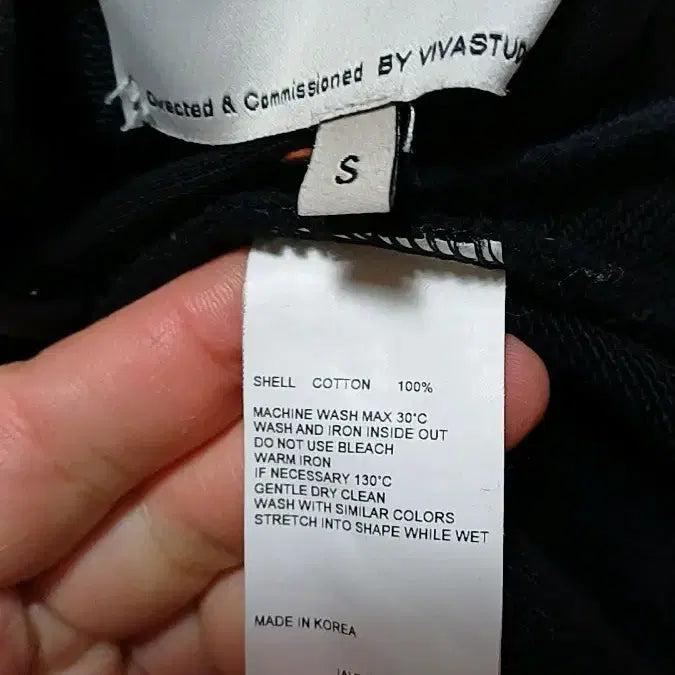 Directed & Commissioned BY VIVASTUD
S
SHELL COTTON 100%
MACHINE WASH MAX 30°C
WASH AND IRON INSIDE OUT
DO NOT USE BLEACH
WARM IRON
IF NECESSARY 130°C
GENTLE DRY CLEAN
WASH WITH SIMILAR COLORS
STRETCH INTO SHAPE WHILE WET
MADE IN KOREA